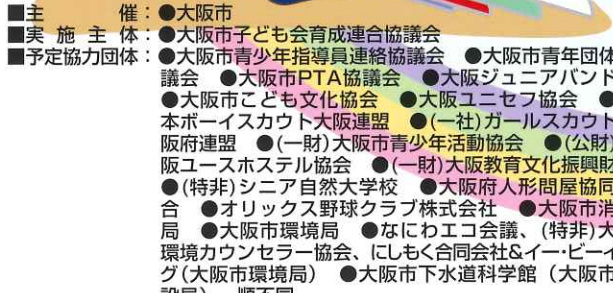 ■主　　催：●大阪市
■実 施 主 体：●大阪市子ども会育成連合協議会
■予定協力団体：●大阪市青少年指導員連絡協議会　●大阪市青年団体
議会　●大阪市PTA協議会　●大阪ジュニアバンド
●大阪市こども文化協会　●大阪ユニセフ協会　●
本ボーイスカウト大阪連盟　●(一社)ガールスカウト
阪府連盟　●(一財)大阪市青少年活動協会　●(公財)
阪ユースホステル協会　●(一財)大阪教育文化振興財
●(特非)シニア自然大学校　●大阪府人形問屋協同
合　●オリックス野球クラブ株式会社　●大阪市消
局　●大阪市環境局　●なにわエコ会議、(特非)大
環境カウンセラー協会、にしもく合同会社&イー・ビーイ
グ(大阪市環境局)　●大阪市下水道科学館（大阪市
設局)　順不同